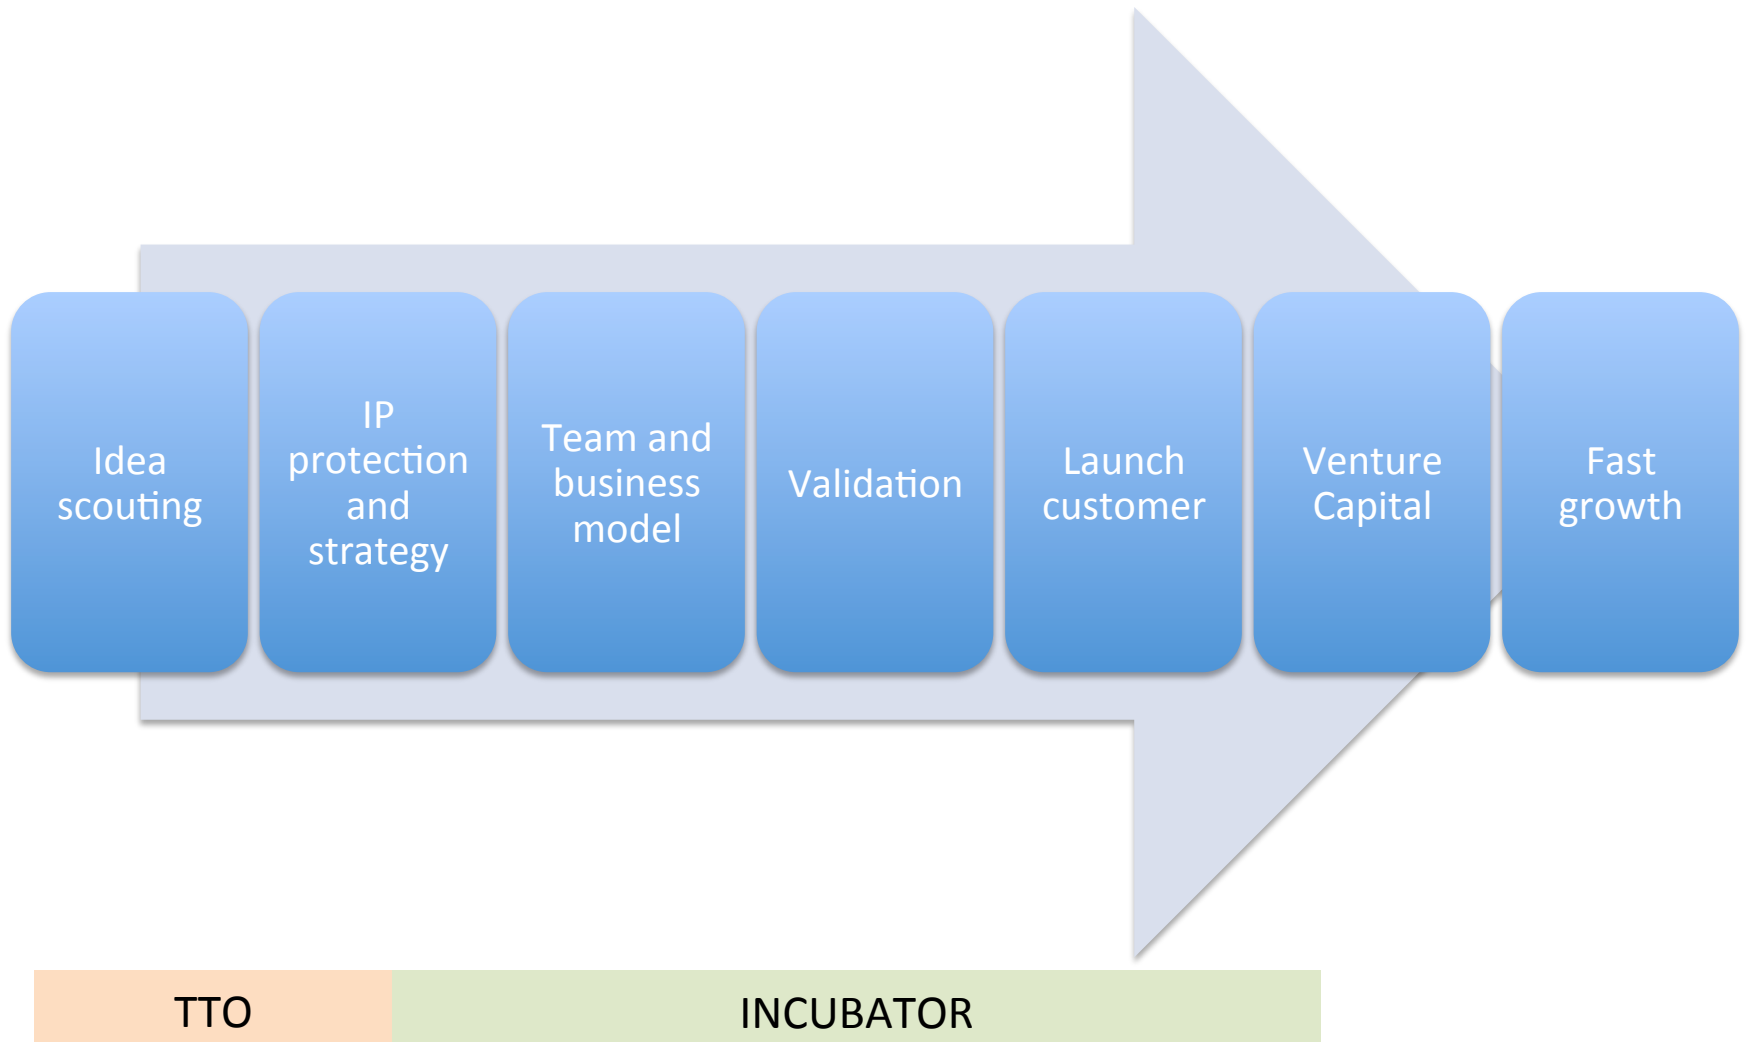 Idea
scouting
IP
protection
and
strategy
Team and
business
model
Validation
Launch
customer
Venture
Capital
Fast
growth
TTO
INCUBATOR